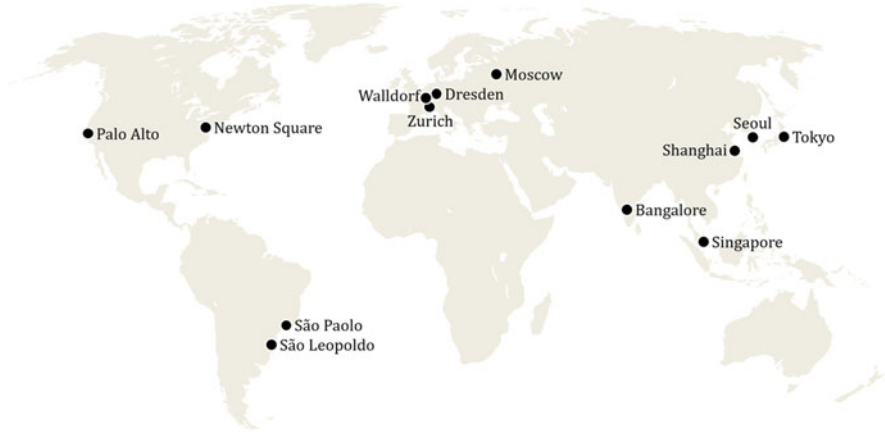 Moscow
Walldorf
Dresden
Zurich
Palo Alto
Newton Square
Seoul
Tokyo
Shanghai
Bangalore
Singapore
São Paolo
São Leopoldo